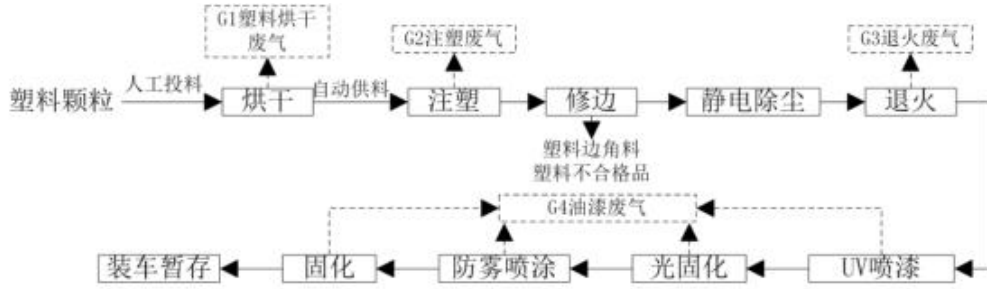 G1塑料烘干
废气
G2注塑废气
G3退火废气
塑料颗粒
人工投料
烘干
自动供料
注塑
修边
静电除尘
退火
塑料边角料
塑料不合格品
G4油漆废气
装车暂存
固化
防雾喷涂
光固化
UV喷漆